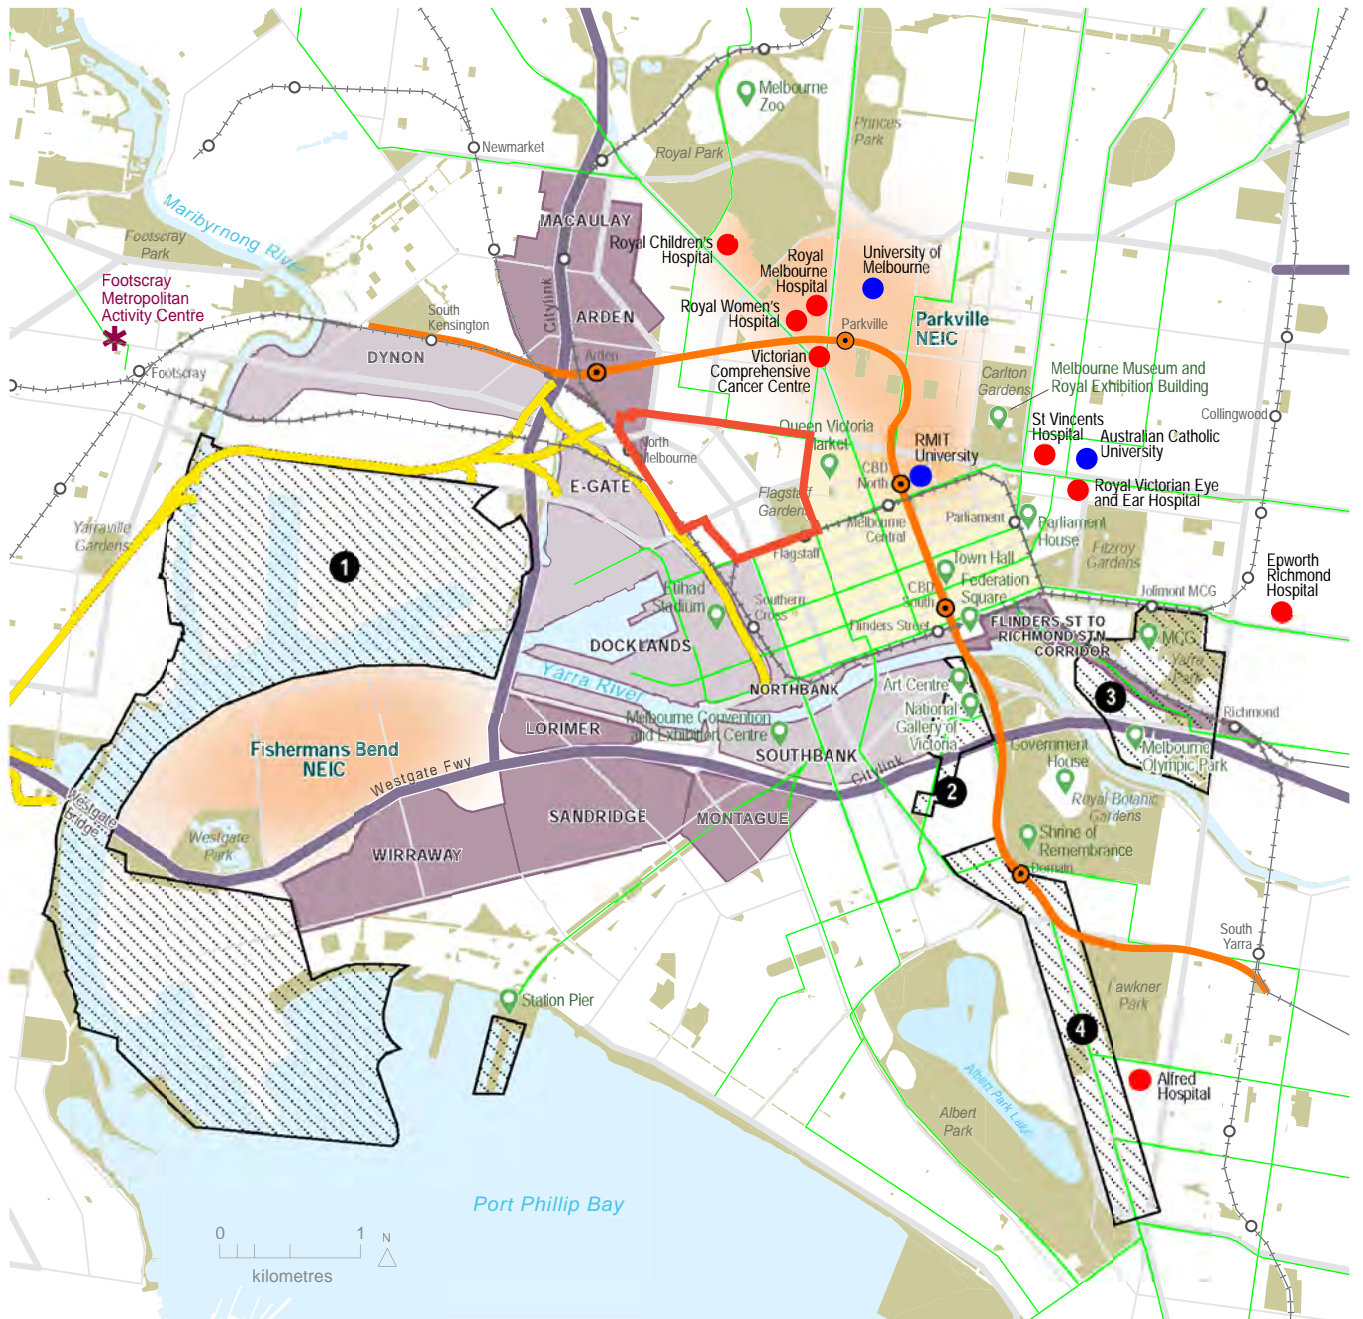 Melbourne
Zoo
Princes
Park
Royal Park
Newmarket
Maribyrnong River
Footscray
Park
MACAULAY
Royal Children's
Hospital
Royal
Melbourne
Hospital
University of
Melbourne
Footscray
Metropolitan
Activity Centre
South
Kensington
Citylink
ARDEN
Royal Women's
Hospital
Parkville
Parkville
NEIC
DYNON
Arden
Footscray
Victorian
Comprehensive
Cancer Centre
Carlton
Gardens
Melbourne Museum and
Royal Exhibition Building
Collingwood
St Vincents
Hospital
Australian Catholic
University
Queen Victoria
Market
RMIT
University
North
Melbourne
CBD
North
E-GATE
Flagstaff
Gardens
Royal Victorian Eye
and Ear Hospital
Yarraville
Gardens
Melbourne
Central
Parliament
Parliament
House
Fitzroy
Gardens
Flagstaff
1
Town Hall
Epworth
Richmond
Hospital
Etihad
Stadium
Southern
Cross
CBD
South
Federation
Square
Jolimont MCG
Flinders Street
FLINDERS ST TO
RICHMOND STN
CORRIDOR
MCG
Yarra
Park
DOCKLANDS
Yarra River
NORTHBANK
Art Centre
3
National
Gallery of
Victoria
Richmond
LORIMER
Melbourne Convention
and Exhibition Centre
SOUTHBANK
Fishermans Bend
NEIC
Westgate Fwy
Citylink
Government
House
Melbourne
Olympic Park
2
Westgate
Bridge
Royal Botanic
Gardens
SANDRIDGE
MONTAGUE
Westgate
Park
WIRRAWAY
Shrine of
Remembrance
Domain
South
Yarra
Fawkner
Park
Station Pier
4
Albert Park Lake
Alfred
Hospital
Albert
Park
Port Phillip Bay
0 1
N
kilometres